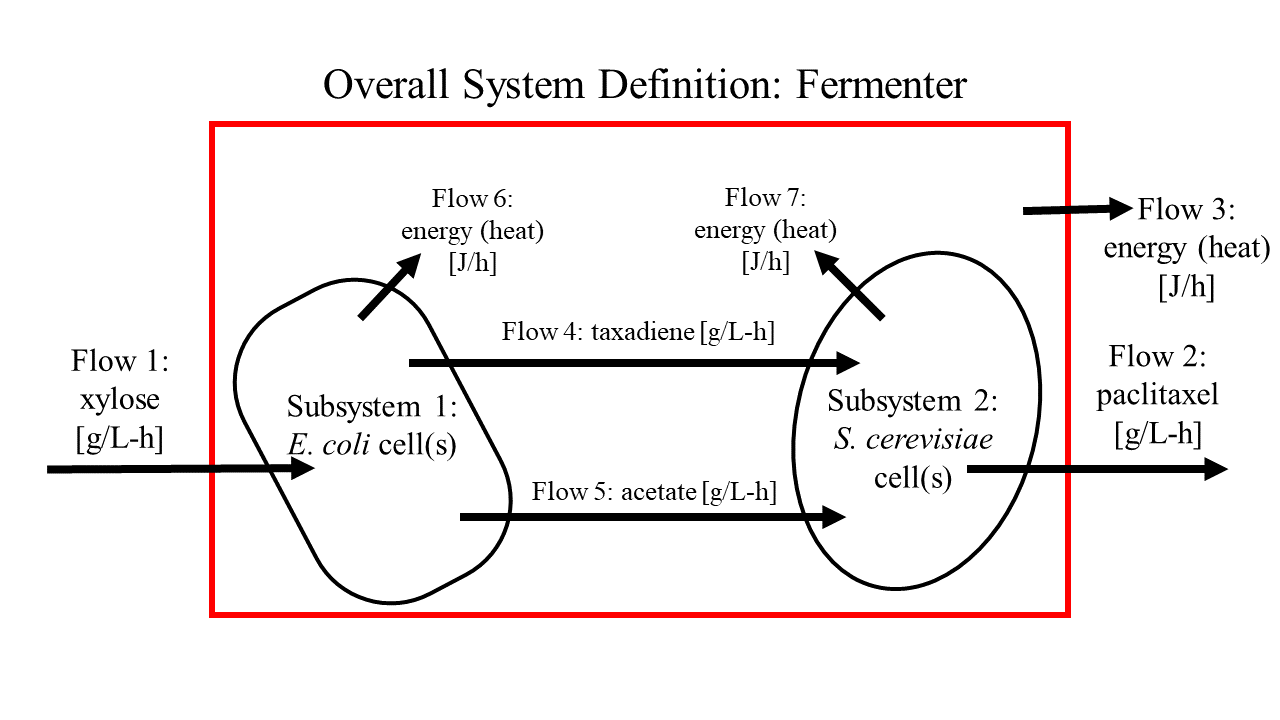 Overall System Definition: Fermenter
Flow 6:
energy (heat)
[J/h]
Flow 7:
energy (heat)
[J/h]
Flow 3:
energy (heat)
[J/h]
Flow 1:
xylose
[g/L-h]
Flow 4: taxadiene [g/L-h]
Flow 2:
paclitaxel
[g/L-h]
Subsystem 1:
E. coli cell(s)
Subsystem 2:
S. cerevisiae
cell(s)
Flow 5: acetate [g/L-h]